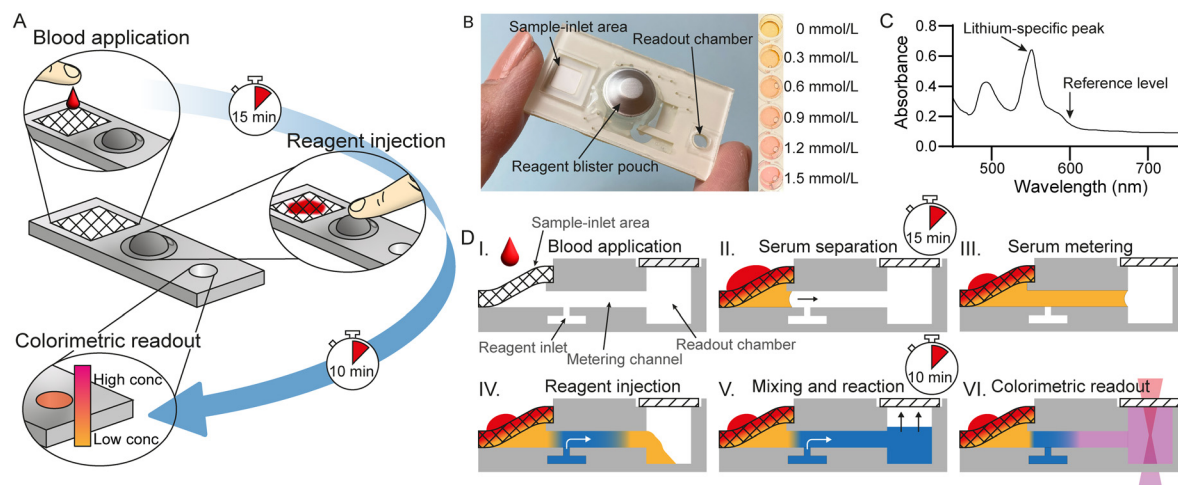 A
Blood application
15 min
Reagent injection
Colorimetric readout
High conc
Low conc
10 min
B
Sample-inlet area
Readout chamber
Reagent blister pouch
0 mmol/L
0.3 mmol/L
0.6 mmol/L
0.9 mmol/L
1.2 mmol/L
1.5 mmol/L
C
Lithium-specific peak
Reference level
Absorbance
0.8
0.6
0.4
0.2
0.0
500
600
700
Wavelength (nm)
D
Sample-inlet area
I.
Blood application
Reagent inlet
Metering channel
Readout chamber
II.
Serum separation
15 min
III.
Serum metering
IV.
Reagent injection
V.
Mixing and reaction
10 min
VI.
Colorimetric readout